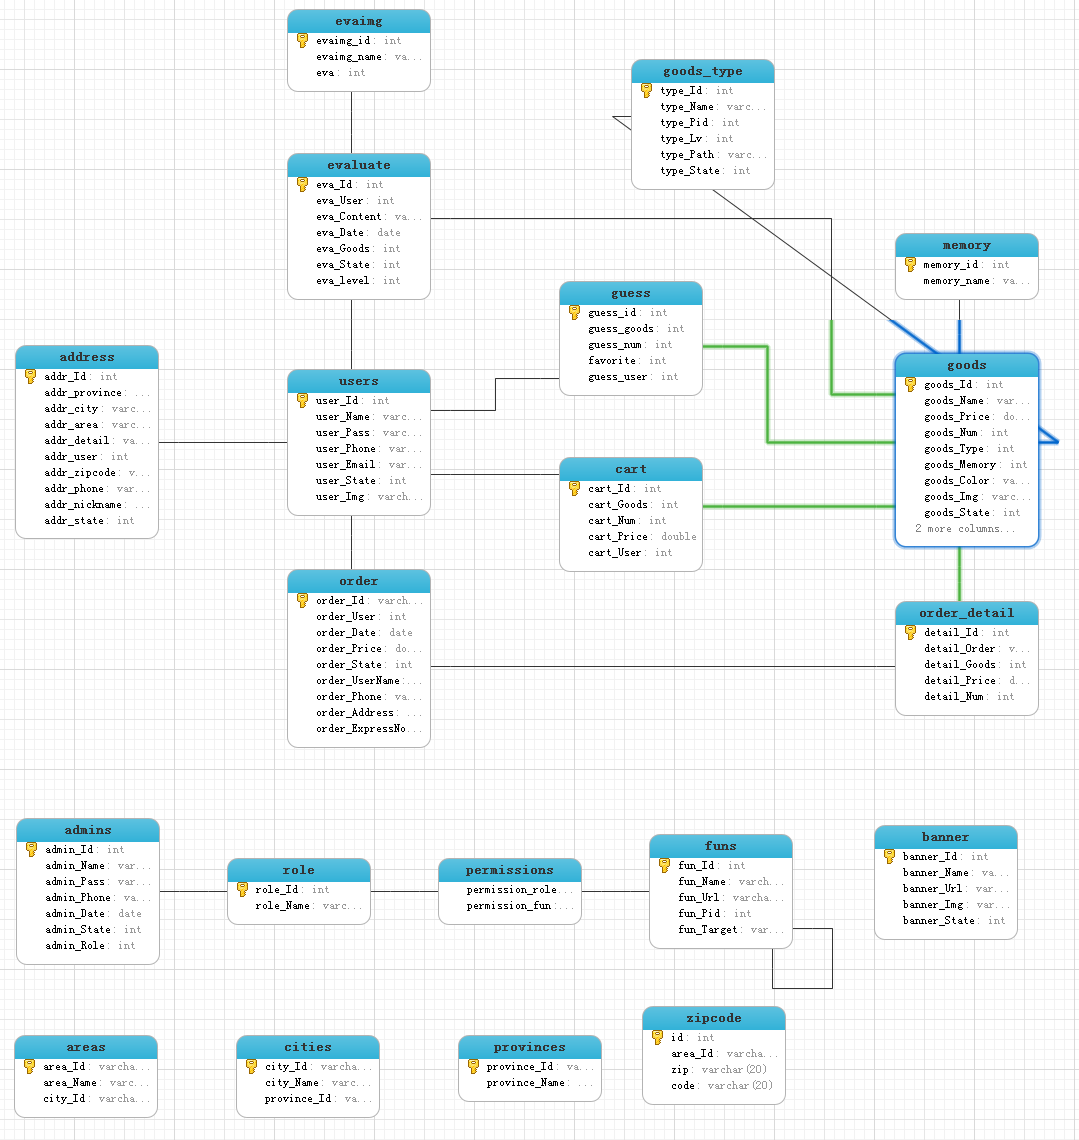 evaimg
evaimg_id: int
evaimg_name: va...
eva: int
goods_type
type_Id: int
type_Name: varc...
type_Pid: int
type_Lv: int
type_Path: varc...
type_State: int
evaluate
eva_Id: int
eva_User: int
eva_Content: va...
eva_Date: date
eva_Goods: int
eva_State: int
eva_level: int
memory
memory_id: int
memory_name: va...
guess
guess_id: int
guess_goods: int
guess_num: int
favorite: int
guess_user: int
address
addr_Id: int
addr_province: ...
addr_city: varc...
addr_area: varc...
addr_detail: va...
addr_user: int
addr_zipcode: v...
addr_phone: var...
addr_nickname: ...
addr_state: int
users
user_Id: int
user_Name: varc...
user_Pass: varc...
user_Phone: var...
user_Email: var...
user_State: int
user_Img: varch...
goods
goods_Id: int
goods_Name: var...
goods_Price: do...
goods_Num: int
goods_Type: int
goods_Memory: int
goods_Color: va...
goods_Img: varc...
goods_State: int
2 more columns...
cart
cart_Id: int
cart_Goods: int
cart_Num: int
cart_Price: double
cart_User: int
order
order_Id: varch...
order_User: int
order_Date: date
order_Price: do...
order_State: int
order_UserName: ...
order_Phone: va...
order_Address: ...
order_ExpressNo...
order_detail
detail_Id: int
detail_Order: v...
detail_Goods: int
detail_Price: d...
detail_Num: int
admins
admin_Id: int
admin_Name: var...
admin_Pass: var...
admin_Phone: va...
admin_Date: date
admin_State: int
admin_Role: int
role
role_Id: int
role_Name: varc...
permissions
permission_role...
permission_fun: ...
funs
fun_Id: int
fun_Name: varch...
fun_Url: varcha...
fun_Pid: int
fun_Target: var...
banner
banner_Id: int
banner_Name: va...
banner_Url: var...
banner_Img: var...
banner_State: int
areas
area_Id: varcha...
area_Name: varc...
city_Id: varcha...
cities
city_Id: varcha...
city_Name: varc...
province_Id: va...
provinces
province_Id: va...
province_Name: ...
zipcode
id: int
area_Id: varcha...
zip: varchar(20)
code: varchar(20)